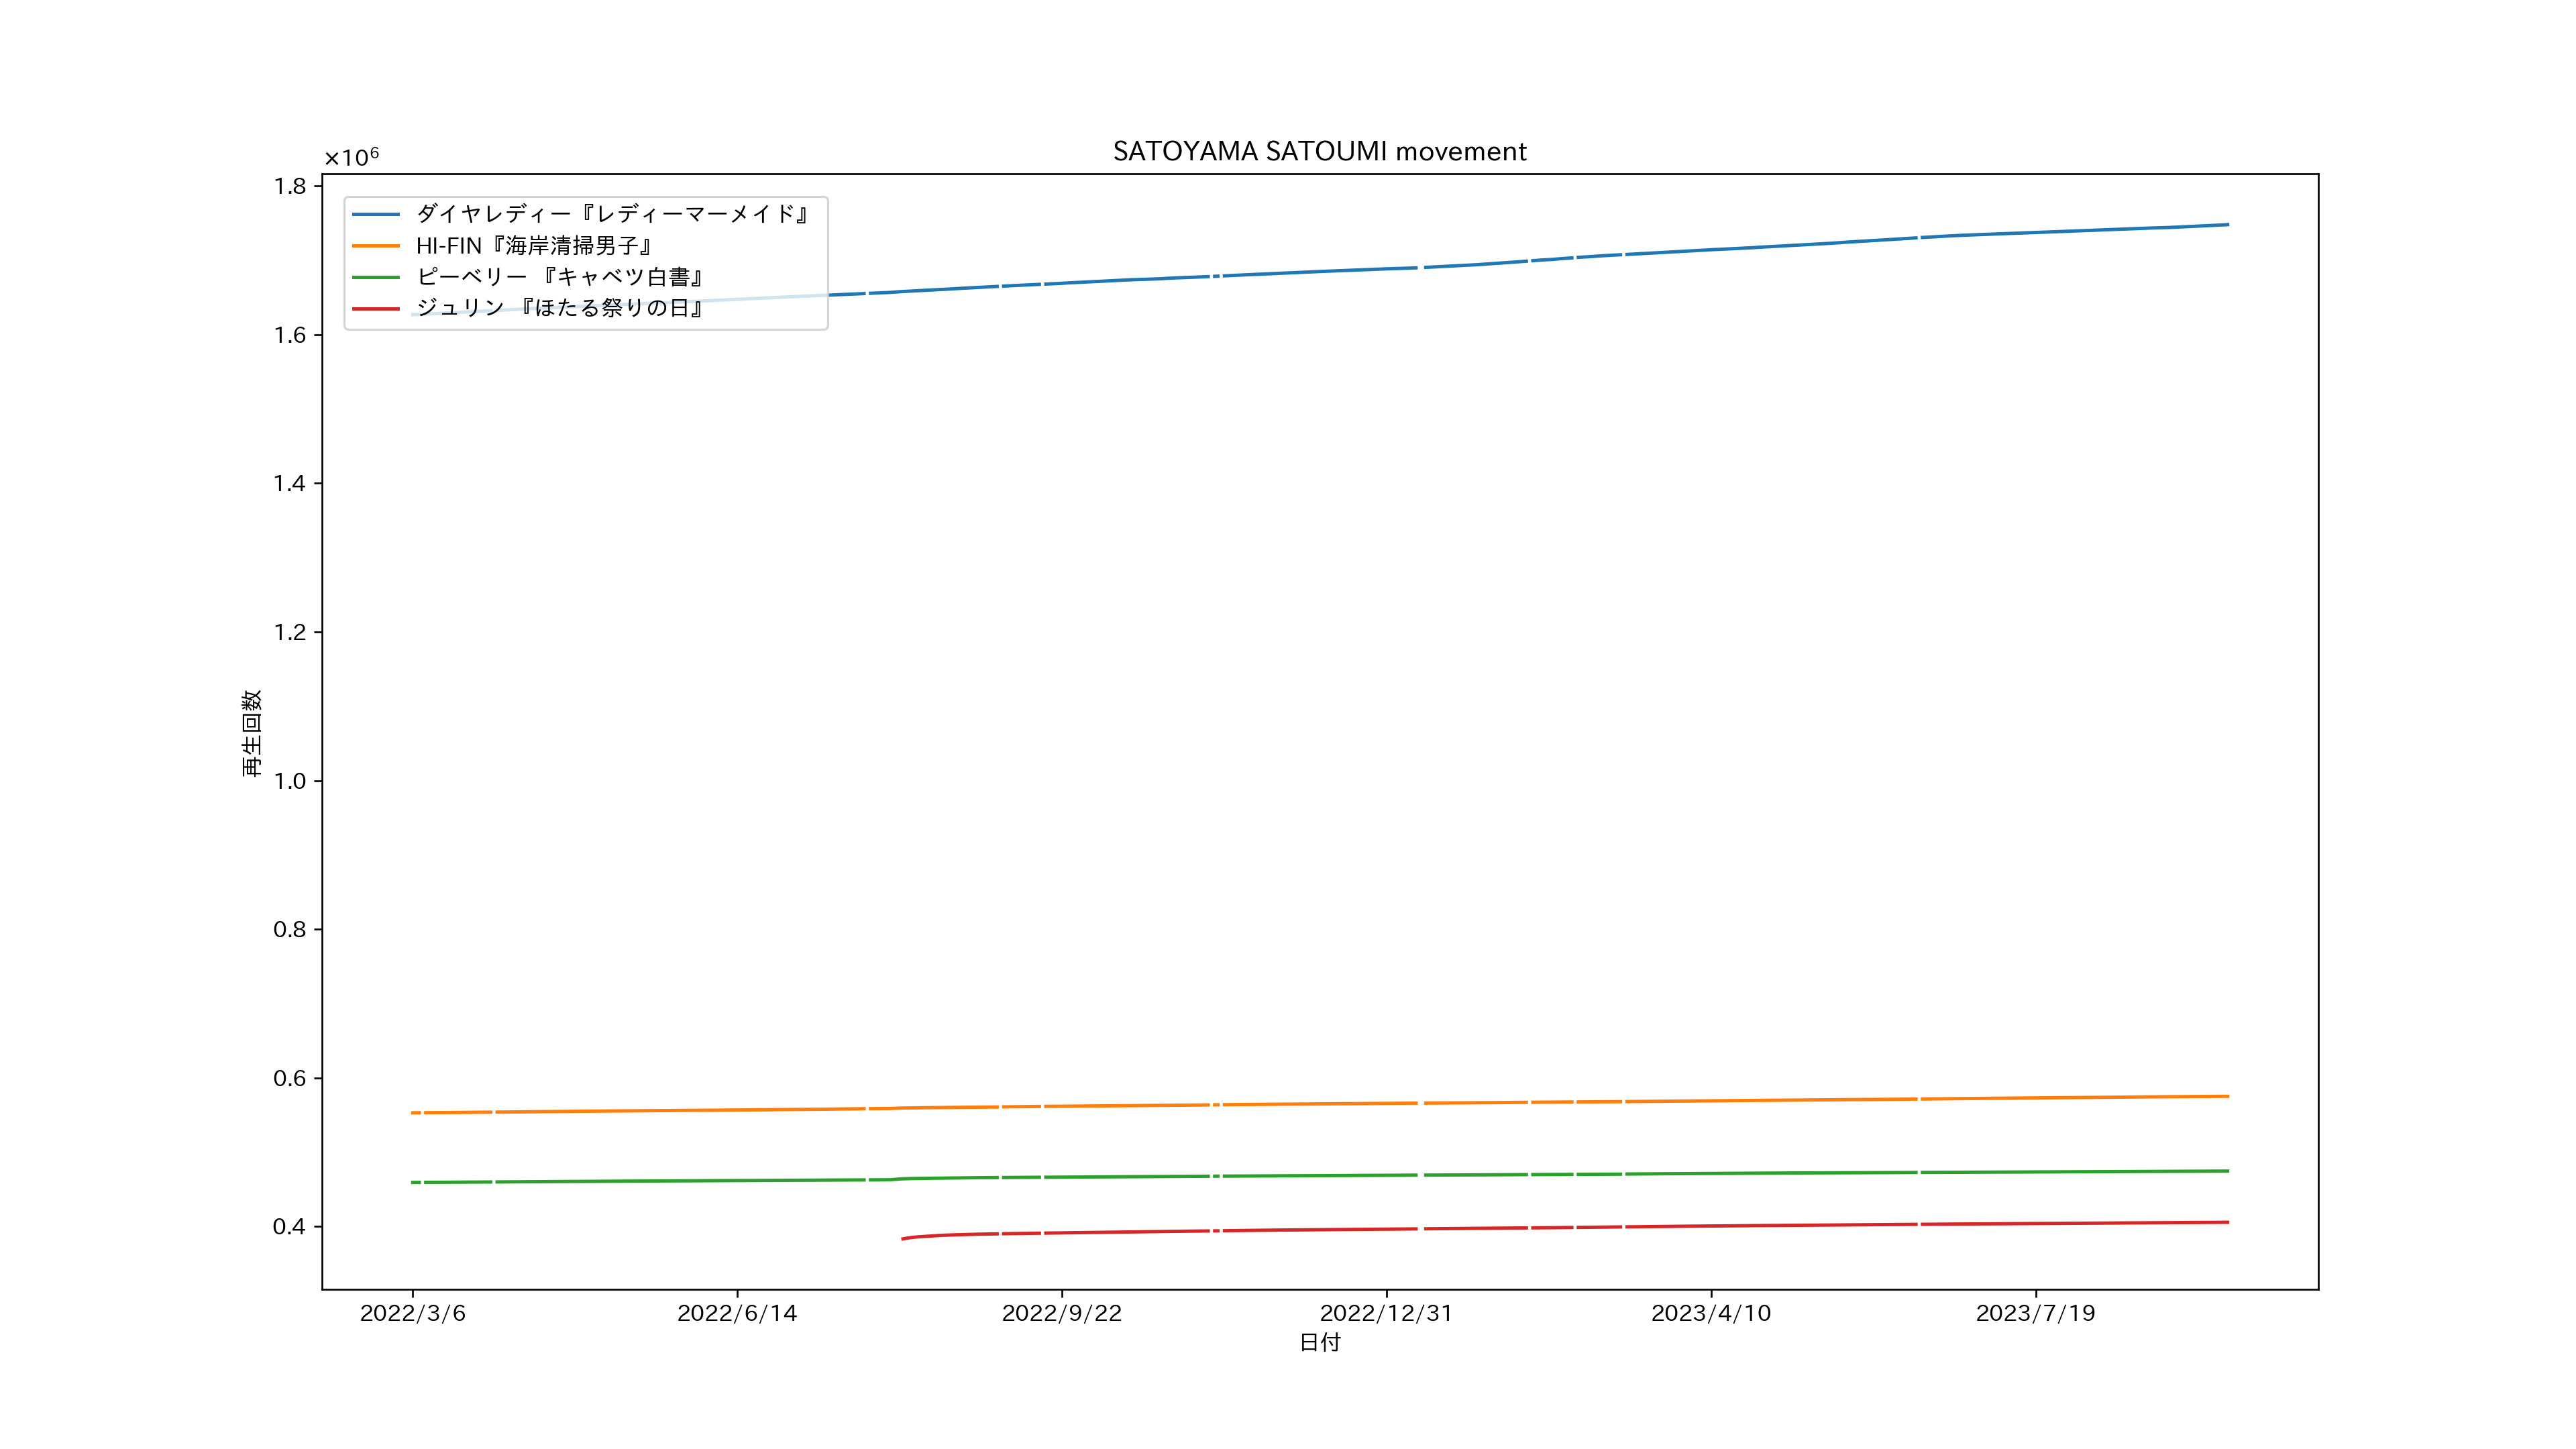 SATOYAMA SATOUMI movement
×10⁶
1.8
1.6
1.4
1.2
1.0
0.8
0.6
0.4
再生回数
ダイヤレディー『レディーマーメイド』
HI-FIN『海岸清掃男子』
ピーベリー 『キャベツ白書』
ジュリン 『ほたる祭りの日』
2022/3/6 2022/6/14 2022/9/22 2022/12/31 2023/4/10 2023/7/19
日付